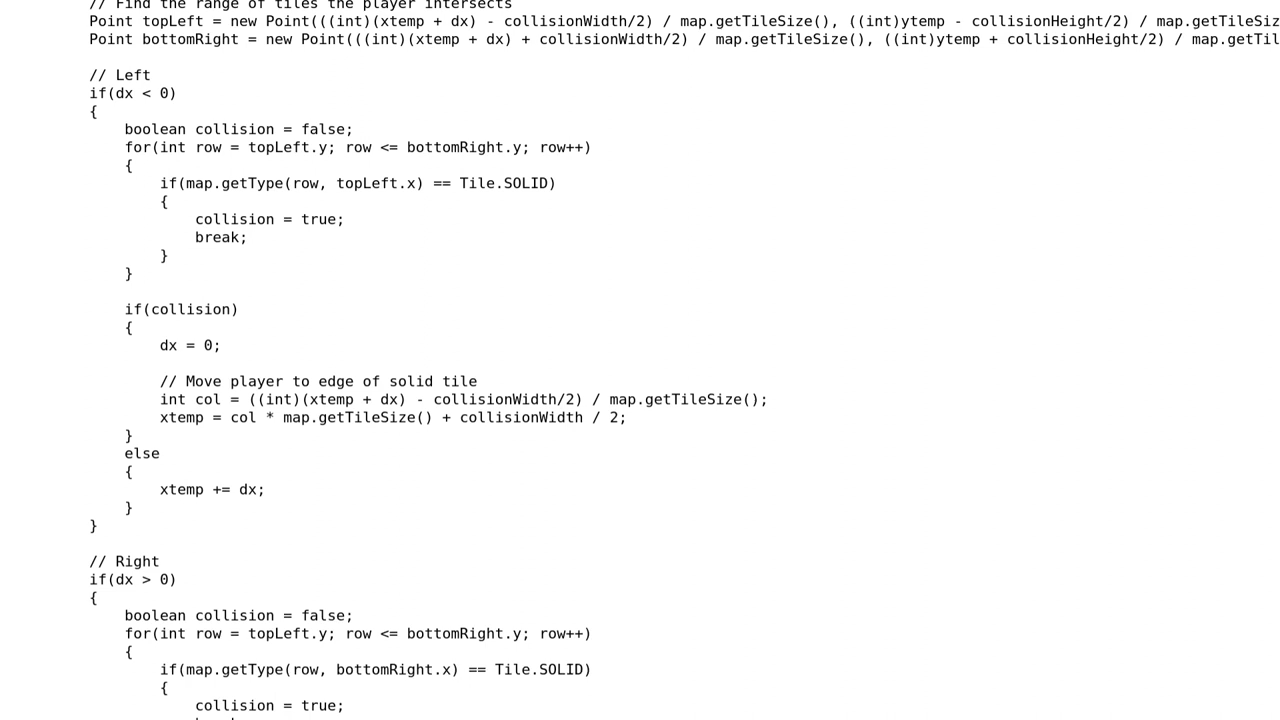 // Find the range of tiles the player intersects
Point topLeft = new Point(((int)(xtemp + dx) - collisionWidth/2) / map.getTileSize(), ((int)ytemp - collisionHeight/2) / map.getTileSiz
Point bottomRight = new Point(((int)(xtemp + dx) + collisionWidth/2) / map.getTileSize(), ((int)ytemp + collisionHeight/2) / map.getTil
// Left
if(dx < 0)
{
boolean collision = false;
for(int row = topLeft.y; row <= bottomRight.y; row++)
{
if(map.getType(row, topLeft.x) == Tile.SOLID)
{
collision = true;
break;
}
}
if(collision)
{
dx = 0;
// Move player to edge of solid tile
int col = ((int)(xtemp + dx) - collisionWidth/2) / map.getTileSize();
xtemp = col * map.getTileSize() + collisionWidth / 2;
}
else
{
xtemp += dx;
}
}
// Right
if(dx > 0)
{
boolean collision = false;
for(int row = topLeft.y; row <= bottomRight.y; row++)
{
if(map.getType(row, bottomRight.x) == Tile.SOLID)
{
collision = true;